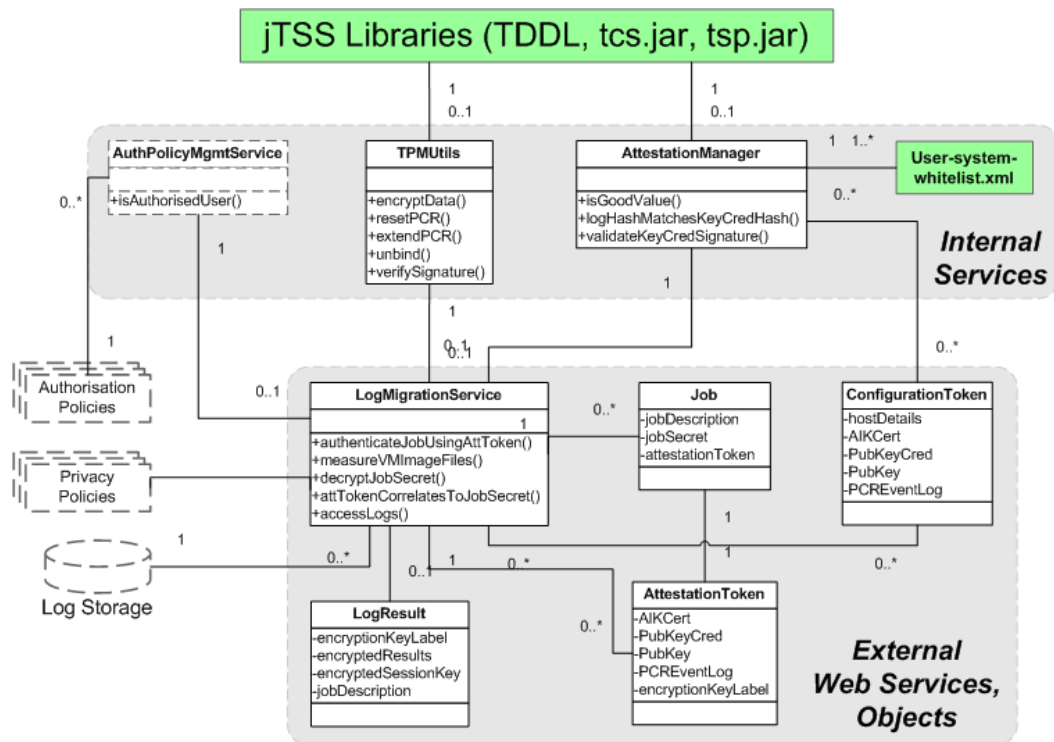 jTSS Libraries (TDDL, tcs.jar, tsp.jar)
1
0..1
1
0..1
AuthPolicyMgmtService
+isAuthorisedUser()
TPMUtils
+encryptData()
+resetPCR()
+extendPCR()
+unbind()
+verifySignature()
AttestationManager
+isGoodValue()
+logHashMatchesKeyCredHash()
+validateKeyCredSignature()
1
1..*
User-system-
whitelist.xml
0..*
0..*
1
1
Internal
Services
1
0..1
0..1
1
0..*
Authorisation
Policies
0..1
LogMigrationService
1
+authenticateJobUsingAttToken()
+measureVMImageFiles()
+decryptJobSecret()
+attTokenCorrelatesToJobSecret()
+accessLogs()
0..*
Job
-jobDescription
-jobSecret
-attestationToken
ConfigurationToken
-hostDetails
-AIKCert
-PubKeyCred
-PubKey
-PCREventLog
Privacy
Policies
1
1
0..*
0..1
1
0..*
1
0..*
Log Storage
LogResult
-encryptionKeyLabel
-encryptedResults
-encryptedSessionKey
-jobDescription
0..*
AttestationToken
-AIKCert
-PubKeyCred
-PubKey
-PCREventLog
-encryptionKeyLabel
External
Web Services,
Objects